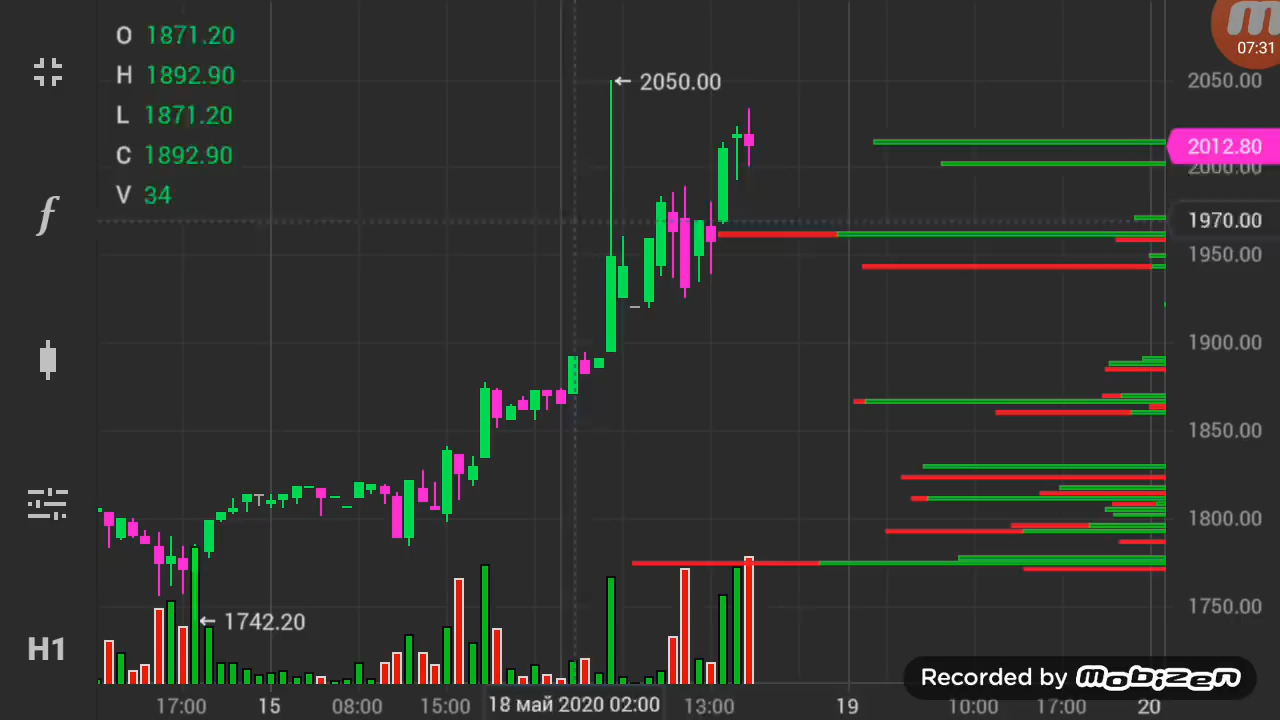 O 1871.20
H 1892.90
L 1871.20
C 1892.90
V 34
07:31
← 2050.00
2050.00
2012.80
2000.00
1970.00
1950.00
1900.00
1850.00
1800.00
1750.00
← 1742.20
f
H1
Recorded by mobizen
17:00 15 08:00 15:00 18 май 2020 02:00 13:00 19 10:00 17:00 20